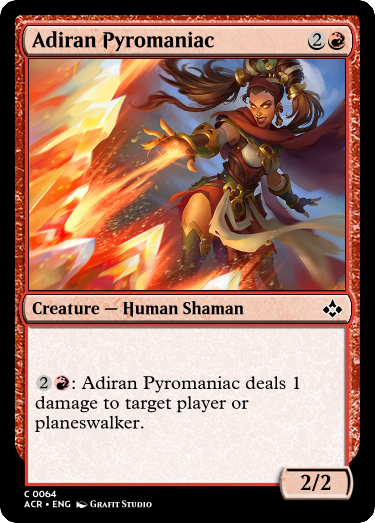 Adiran Pyromaniac 2
Creature — Human Shaman
2 : Adiran Pyromaniac deals 1
damage to target player or
planeswalker.
2/2
C 0064
ACR • ENG Grafit Studio